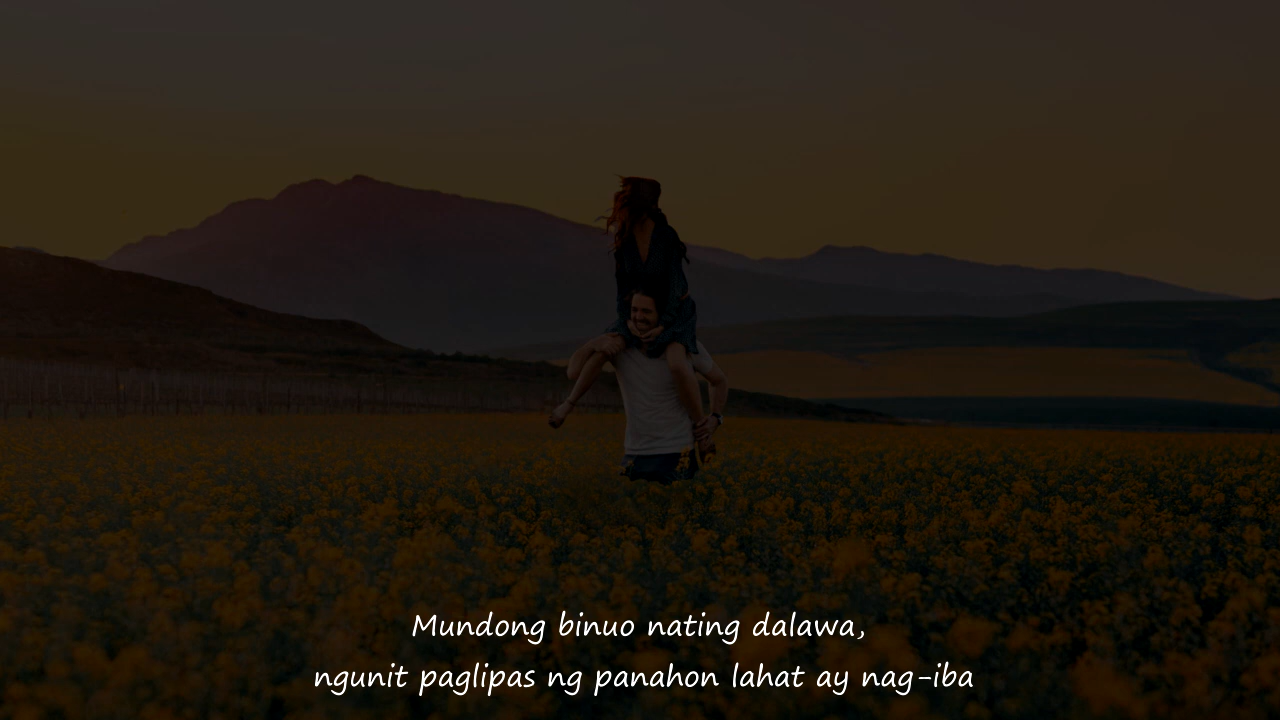 Mundong binuo nating dalawa,
ngunit paglipas ng panahon lahat ay nag-iba